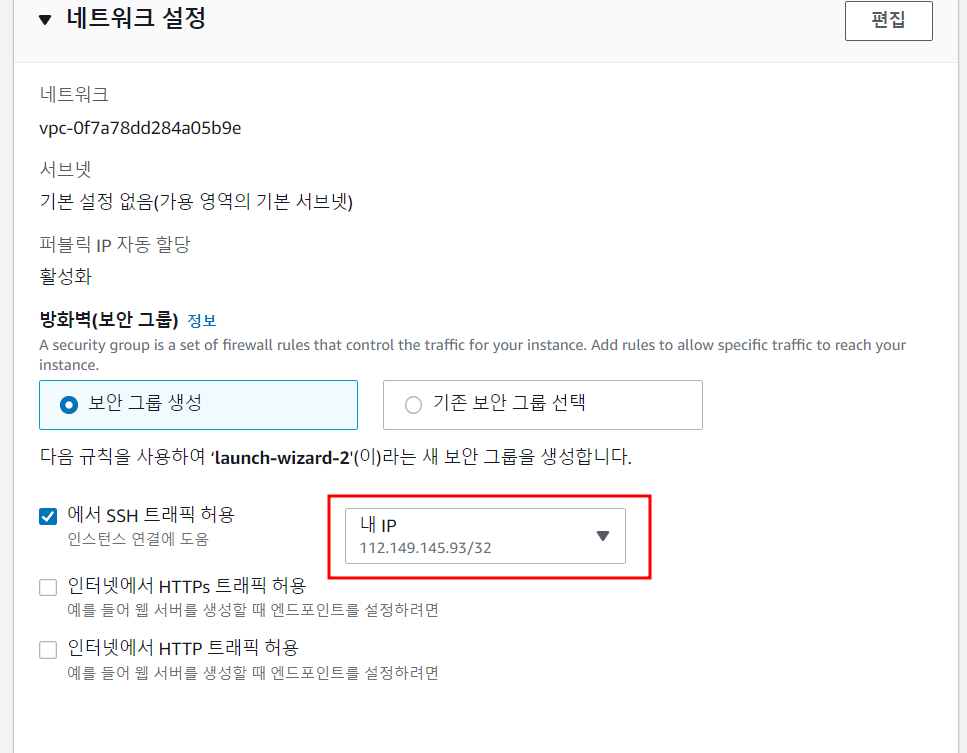 네트워크 설정
편집
네트워크
vpc-0f7a78dd284a05b9e
서브넷
기본 설정 없음(가용 영역의 기본 서브넷)
퍼블릭 IP 자동 할당
활성화
방화벽(보안 그룹) 정보
A security group is a set of firewall rules that control the traffic for your instance. Add rules to allow specific traffic to reach your
instance.
보안 그룹 생성
기존 보안 그룹 선택
다음 규칙을 사용하여 ‘launch-wizard-2'(이)라는 새 보안 그룹을 생성합니다.
에서 SSH 트래픽 허용
인스턴스 연결에 도움
내 IP
112.149.145.93/32
인터넷에서 HTTPs 트래픽 허용
예를 들어 웹 서버를 생성할 때 엔드포인트를 설정하려면
인터넷에서 HTTP 트래픽 허용
예를 들어 웹 서버를 생성할 때 엔드포인트를 설정하려면